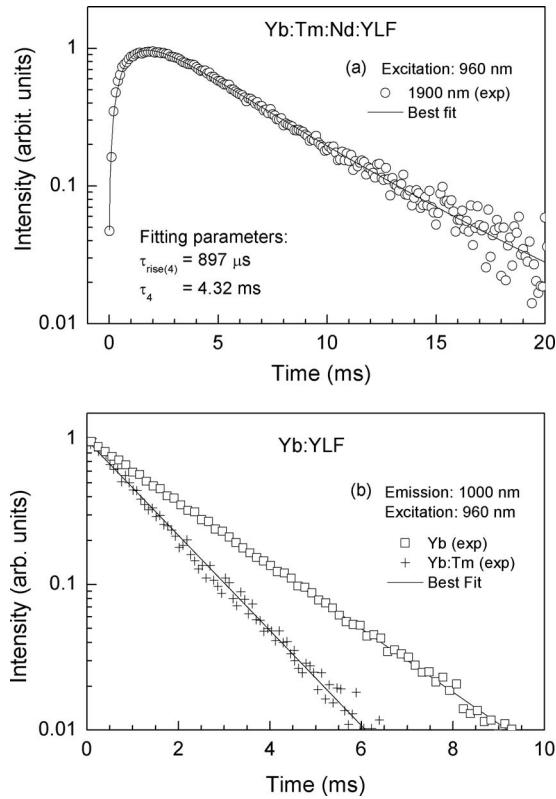 Yb:Tm:Nd:YLF
(a)
Excitation: 960 nm
1900 nm (exp)
Best fit
Fitting parameters:
τrise(4) = 897 μs
τ4 = 4.32 ms
Intensity (arbit. units)
1
0.1
0.01
0 5 10 15 20
Time (ms)
Yb:YLF
(b)
Emission: 1000 nm
Excitation: 960 nm
Yb (exp)
Yb:Tm (exp)
Best Fit
Intensity (arb. units)
1
0.1
0.01
0 2 4 6 8 10
Time (ms)